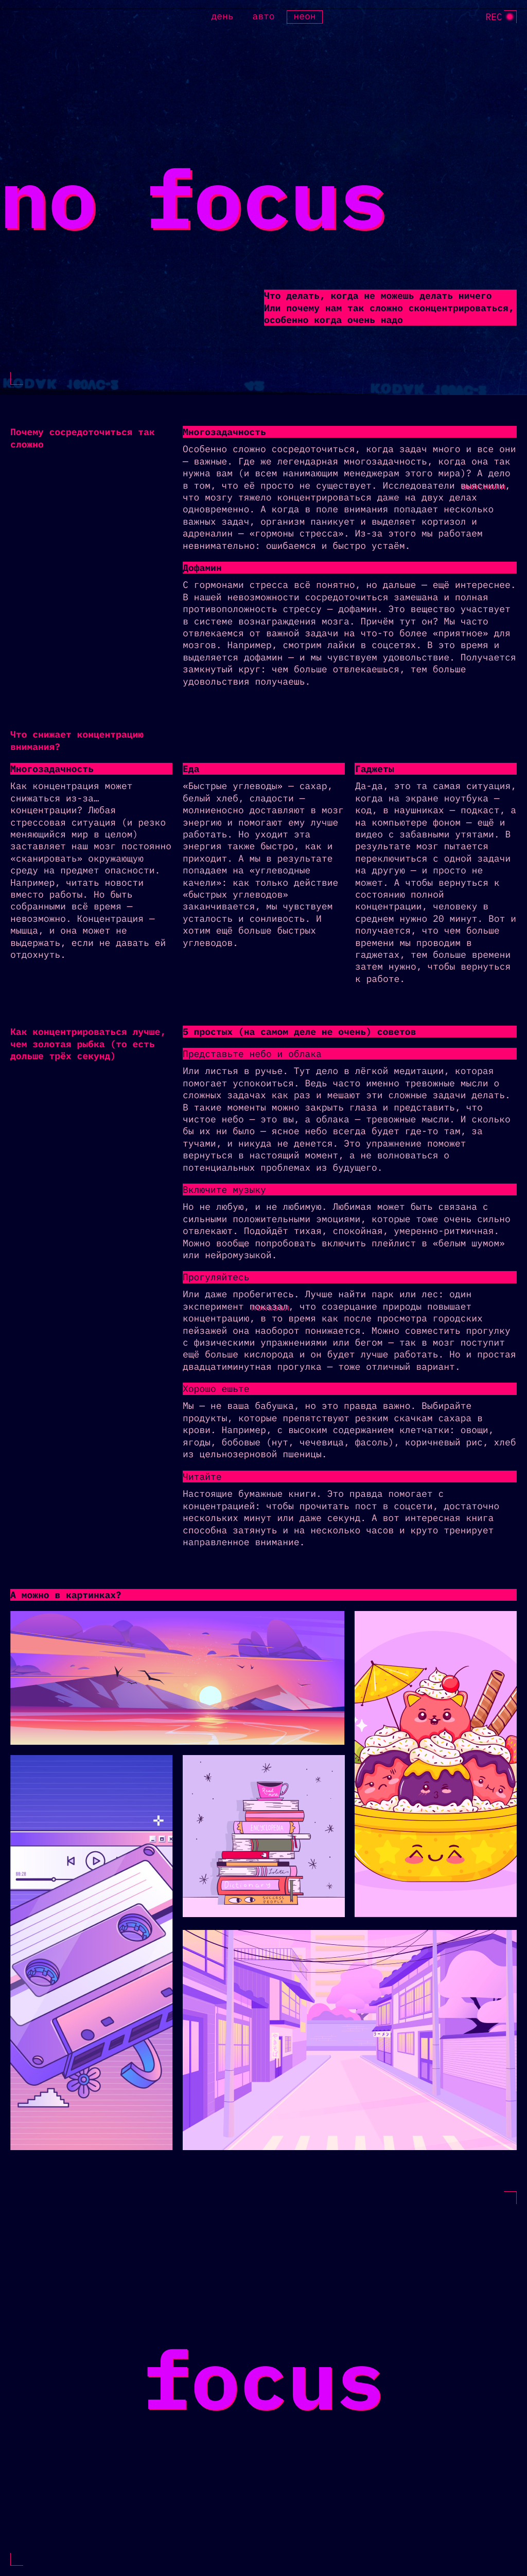 день авто неон
REC
no focus
Что делать, когда не можешь делать ничего
Или почему нам так сложно сконцентрироваться,
особенно когда очень надо
KODAK 100VC-2
KODAK 100VC-2
Почему сосредоточиться так
сложно
Многозадачность
Особенно сложно сосредоточиться, когда задач много и все они
— важные. Где же легендарная многозадачность, когда она так
нужна вам (и всем нанимающим менеджерам этого мира)? А дело
в том, что её просто не существует. Исследователи выяснили,
что мозгу тяжело концентрироваться даже на двух делах
одновременно. А когда в поле внимания попадает несколько
важных задач, организм паникует и выделяет кортизол и
адреналин — «гормоны стресса». Из-за этого мы работаем
невнимательно: ошибаемся и быстро устаём.
Дофамин
С гормонами стресса всё понятно, но дальше — ещё интереснее.
В нашей невозможности сосредоточиться замешана и полная
противоположность стрессу — дофамин. Это вещество участвует
в системе вознаграждения мозга. Причём тут он? Мы часто
отвлекаемся от важной задачи на что-то более «приятное» для
мозгов. Например, смотрим лайки в соцсетях. В это время и
выделяется дофамин — и мы чувствуем удовольствие. Получается
замкнутый круг: чем больше отвлекаешься, тем больше
удовольствия получаешь.
Что снижает концентрацию
внимания?
Многозадачность
Как концентрация может
снижаться из-за…
концентрации? Любая
стрессовая ситуация (и резко
меняющийся мир в целом)
заставляет наш мозг постоянно
«сканировать» окружающую
среду на предмет опасности.
Например, читать новости
вместо работы. Но быть
собранными всё время —
невозможно. Концентрация —
мышца, и она может не
выдержать, если не давать ей
отдохнуть.
Еда
«Быстрые углеводы» — сахар,
белый хлеб, сладости —
молниеносно доставляют в мозг
энергию и помогают ему лучше
работать. Но уходит эта
энергия также быстро, как и
приходит. А мы в результате
попадаем на «углеводные
качели»: как только действие
«быстрых углеводов»
заканчивается, мы чувствуем
усталость и сонливость. И
хотим ещё больше быстрых
углеводов.
Гаджеты
Да-да, это та самая ситуация,
когда на экране ноутбука —
код, в наушниках — подкаст, а
на компьютере фоном — ещё и
видео с забавными утятами. В
результате мозг пытается
переключиться с одной задачи
на другую — и просто не
может. А чтобы вернуться к
состоянию полной
концентрации, человеку в
среднем нужно 20 минут. Вот и
получается, что чем больше
времени мы проводим в
гаджетах, тем больше времени
затем нужно, чтобы вернуться
к работе.
Как концентрироваться лучше,
чем золотая рыбка (то есть
дольше трёх секунд)
5 простых (на самом деле не очень) советов
Представьте небо и облака
Или листья в ручье. Тут дело в лёгкой медитации, которая
помогает успокоиться. Ведь часто именно тревожные мысли о
сложных задачах как раз и мешают эти сложные задачи делать.
В такие моменты можно закрыть глаза и представить, что
чистое небо — это вы, а облака — тревожные мысли. И сколько
бы их ни было — ясное небо всегда будет где-то там, за
тучами, и никуда не денется. Это упражнение поможет
вернуться в настоящий момент, а не волноваться о
потенциальных проблемах из будущего.
Включите музыку
Но не любую, и не любимую. Любимая может быть связана с
сильными положительными эмоциями, которые тоже очень сильно
отвлекают. Подойдёт тихая, спокойная, умеренно-ритмичная.
Можно вообще попробовать включить плейлист в «белым шумом»
или нейромузыкой.
Прогуляйтесь
Или даже пробегитесь. Лучше найти парк или лес: один
эксперимент показал, что созерцание природы повышает
концентрацию, в то время как после просмотра городских
пейзажей она наоборот понижается. Можно совместить прогулку
с физическими упражнениями или бегом — так в мозг поступит
ещё больше кислорода и он будет лучше работать. Но и простая
двадцатиминутная прогулка — тоже отличный вариант.
Хорошо ешьте
Мы — не ваша бабушка, но это правда важно. Выбирайте
продукты, которые препятствуют резким скачкам сахара в
крови. Например, с высоким содержанием клетчатки: овощи,
ягоды, бобовые (нут, чечевица, фасоль), коричневый рис, хлеб
из цельнозерновой пшеницы.
Читайте
Настоящие бумажные книги. Это правда помогает с
концентрацией: чтобы прочитать пост в соцсети, достаточно
нескольких минут или даже секунд. А вот интересная книга
способна затянуть и на несколько часов и круто тренирует
направленное внимание.
А можно в картинках?
focus